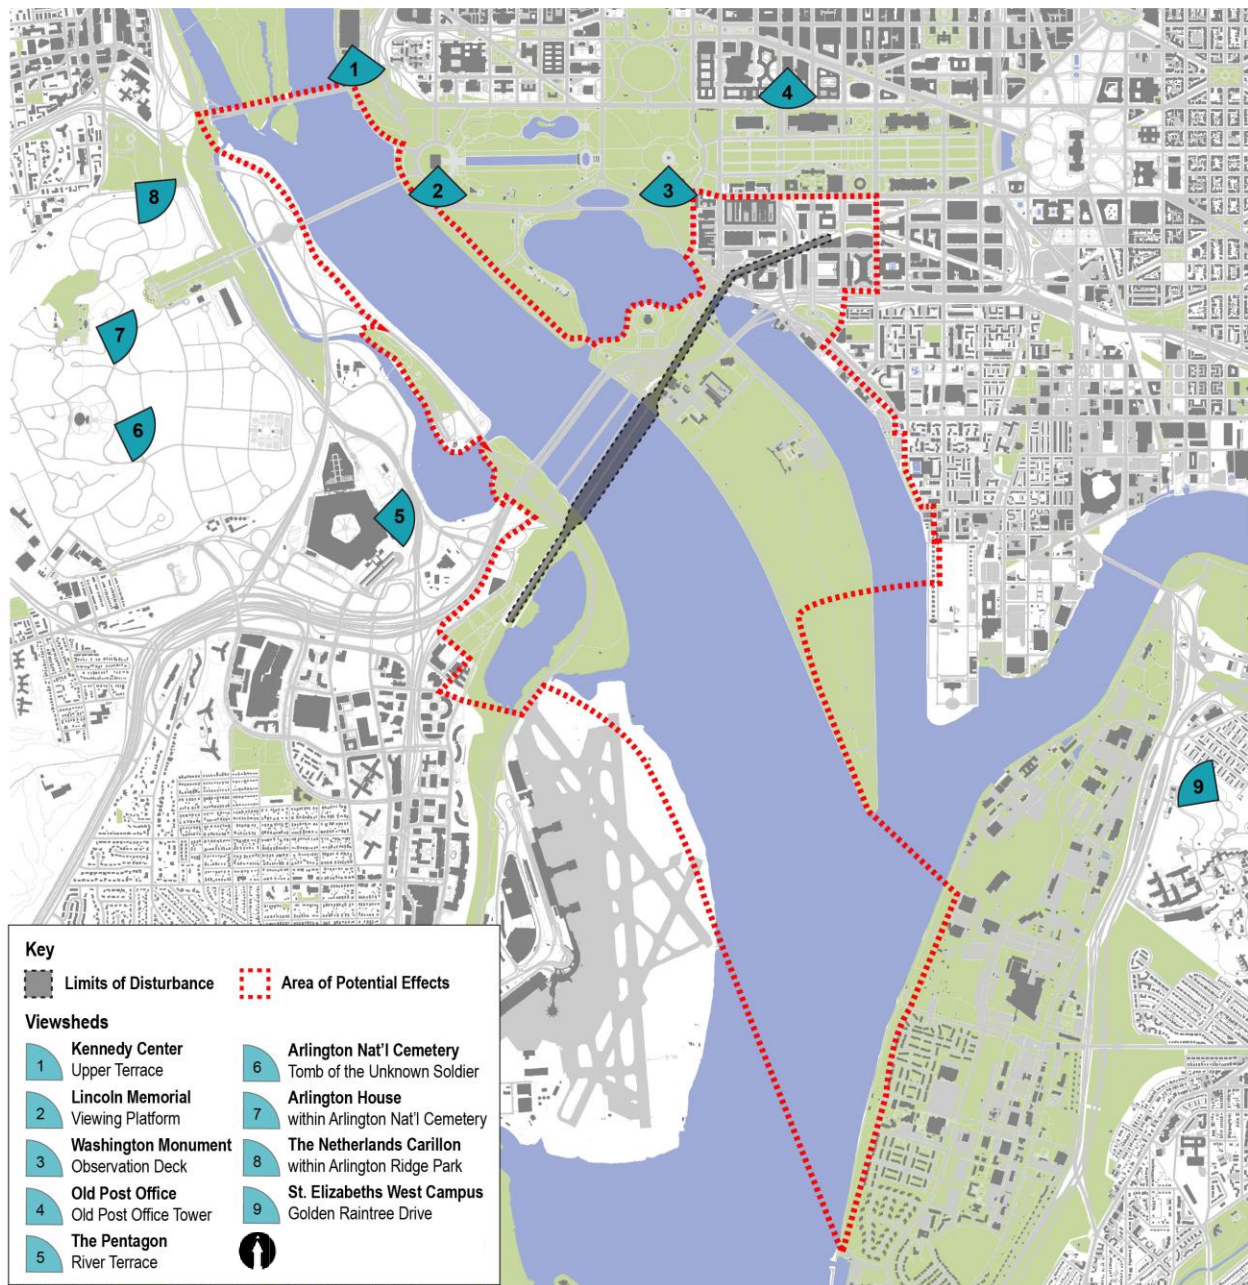 1
4
2
3
8
7
6
5
9
Key
Limits of Disturbance
Area of Potential Effects
Viewsheds
1 Kennedy Center
Upper Terrace
2 Lincoln Memorial
Viewing Platform
3 Washington Monument
Observation Deck
4 Old Post Office
Old Post Office Tower
5 The Pentagon
River Terrace
6 Arlington Nat'l Cemetery
Tomb of the Unknown Soldier
7 Arlington House
within Arlington Nat'l Cemetery
8 The Netherlands Carillon
within Arlington Ridge Park
9 St. Elizabeths West Campus
Golden Raintree Drive